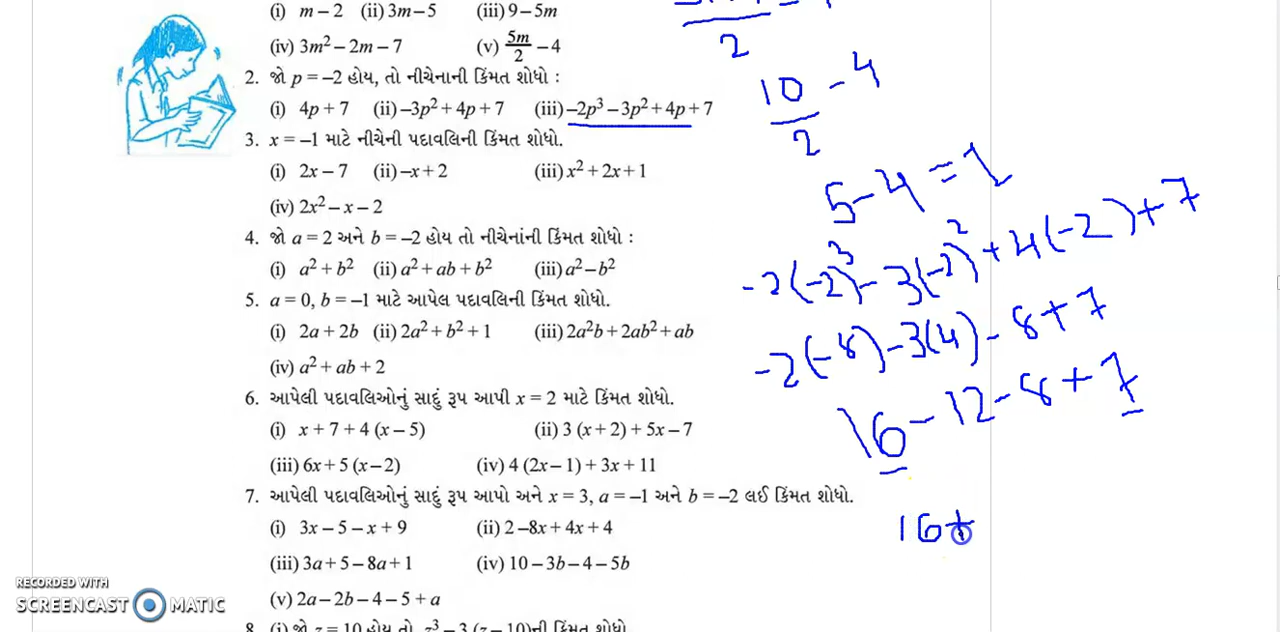 (i) m – 2 (ii) 3m – 5 (iii) 9 – 5m
(iv) 3m² – 2m – 7 (v) 5m/2 – 4
2. જો p = –2 હોય, તો નીચેનાની કિંમત શોધો :
(i) 4p + 7 (ii) –3p² + 4p + 7 (iii) –2p³ – 3p² + 4p + 7
3. x = –1 માટે નીચેની પદાવલિની કિંમત શોધો.
(i) 2x – 7 (ii) –x + 2 (iii) x² + 2x + 1
(iv) 2x² – x – 2
4. જો a = 2 અને b = –2 હોય તો નીચેનાંની કિંમત શોધો :
(i) a² + b² (ii) a² + ab + b² (iii) a² – b²
5. a = 0, b = –1 માટે આપેલ પદાવલિની કિંમત શોધો.
(i) 2a + 2b (ii) 2a² + b² + 1 (iii) 2a²b + 2ab² + ab
(iv) a² + ab + 2
6. આપેલી પદાવલિઓનું સાદું રૂપ આપી x = 2 માટે કિંમત શોધો.
(i) x + 7 + 4 (x – 5) (ii) 3 (x + 2) + 5x – 7
(iii) 6x + 5 (x – 2) (iv) 4 (2x – 1) + 3x + 11
7. આપેલી પદાવલિઓનું સાદું રૂપ આપો અને x = 3, a = –1 અને b = –2 લઈ કિંમત શોધો.
(i) 3x – 5 – x + 9 (ii) 2 – 8x + 4x + 4
(iii) 3a + 5 – 8a + 1 (iv) 10 – 3b – 4 – 5b
(v) 2a – 2b – 4 – 5 + a
8. (i) જો z = 10 હોય તો z³ – 3 (z – 10)ની કિંમત શોધો.
2
10/2 – 4
5 – 4 = 1
–2(–2)³ – 3(–2)² + 4(–2) + 7
–2(–8) – 3(4) – 8 + 7
16 – 12 – 8 + 7
16+
RECORDED WITH
SCREENCAST MATIC